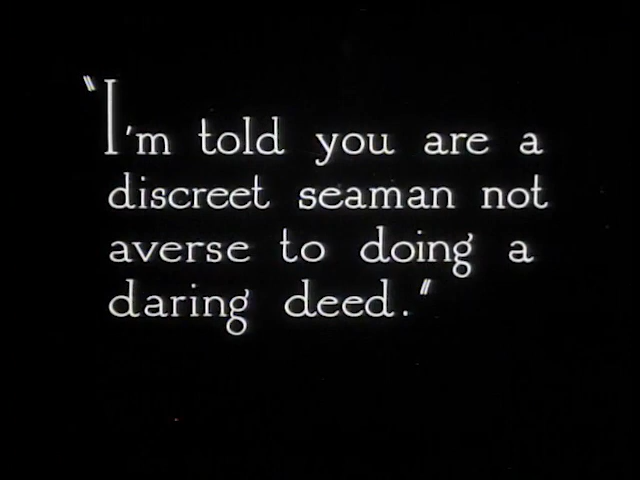 "I'm told you are a
discreet seaman not
averse to doing a
daring deed."